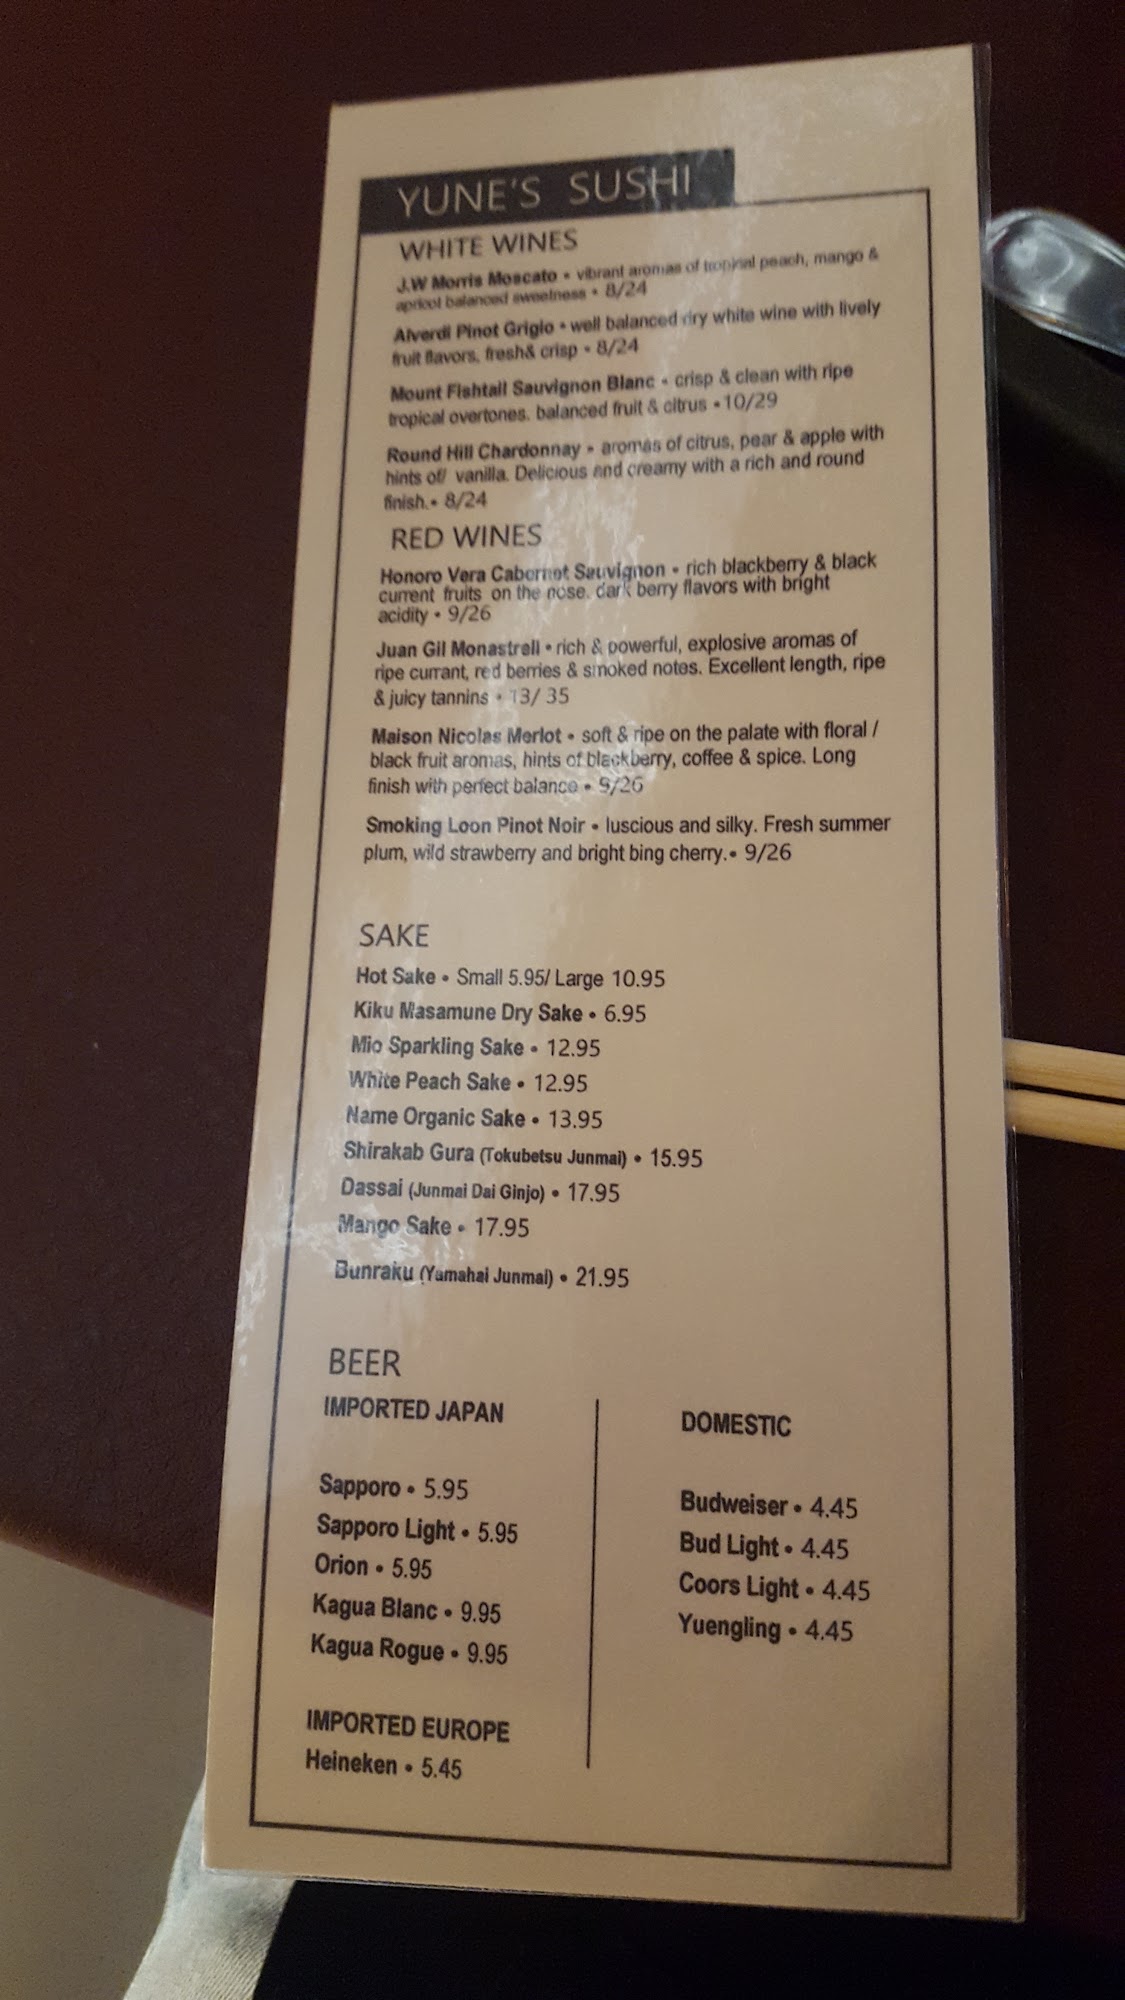 YUNE'S SUSHI
WHITE WINES
J.W Morris Moscato • vibrant aromas of tropical peach, mango &
apricot balanced sweetness • 8/24
Alverdi Pinot Grigio • well balanced dry white wine with lively
fruit flavors, fresh& crisp • 8/24
Mount Fishtail Sauvignon Blanc • crisp & clean with ripe
tropical overtones. balanced fruit & citrus • 10/29
Round Hill Chardonnay • aromas of citrus, pear & apple with
hints of/ vanilla. Delicious and creamy with a rich and round
finish.• 8/24
RED WINES
Honoro Vera Cabernet Sauvignon • rich blackberry & black
current fruits on the nose. dark berry flavors with bright
acidity • 9/26
Juan Gil Monastrell • rich & powerful, explosive aromas of
ripe currant, red berries & smoked notes. Excellent length, ripe
& juicy tannins • 13/ 35
Maison Nicolas Merlot • soft & ripe on the palate with floral /
black fruit aromas, hints of blackberry, coffee & spice. Long
finish with perfect balance • 9/26
Smoking Loon Pinot Noir • luscious and silky. Fresh summer
plum, wild strawberry and bright bing cherry.• 9/26
SAKE
Hot Sake • Small 5.95/ Large 10.95
Kiku Masamune Dry Sake • 6.95
Mio Sparkling Sake • 12.95
White Peach Sake • 12.95
Name Organic Sake • 13.95
Shirakab Gura (Tokubetsu Junmai) • 15.95
Dassai (Junmai Dai Ginjo) • 17.95
Mango Sake • 17.95
Bunraku (Yamahai Junmai) • 21.95
BEER
IMPORTED JAPAN
Sapporo • 5.95
Sapporo Light • 5.95
Orion • 5.95
Kagua Blanc • 9.95
Kagua Rogue • 9.95
IMPORTED EUROPE
Heineken • 5.45
DOMESTIC
Budweiser • 4.45
Bud Light • 4.45
Coors Light • 4.45
Yuengling • 4.45